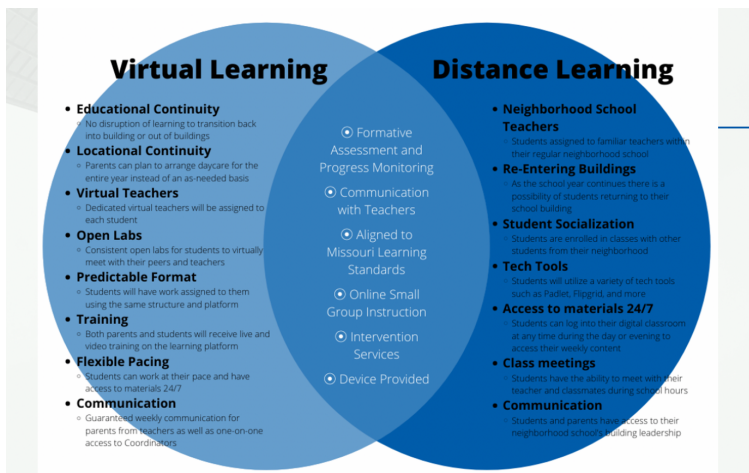 Virtual Learning
• Educational Continuity
◦ No disruption of learning to transition back
into building or out of buildings
• Locational Continuity
◦ Parents can plan to arrange daycare for the
entire year instead of an as-needed basis
• Virtual Teachers
◦ Dedicated virtual teachers will be assigned to
each student
• Open Labs
◦ Consistent open labs for students to virtually
meet with their peers and teachers
• Predictable Format
◦ Students will have work assigned to them
using the same structure and platform
• Training
◦ Both parents and students will receive live and
video training on the learning platform
• Flexible Pacing
◦ Students can work at their pace and have
access to materials 24/7
• Communication
◦ Guaranteed weekly communication for
parents from teachers as well as one-on-one
access to Coordinators
⦿ Formative
Assessment and
Progress Monitoring
⦿ Communication
with Teachers
⦿ Aligned to
Missouri Learning
Standards
⦿ Online Small
Group Instruction
⦿ Intervention
Services
⦿ Device Provided
Distance Learning
• Neighborhood School
Teachers
◦ Students assigned to familiar teachers within
their regular neighborhood school
• Re-Entering Buildings
◦ As the school year continues there is a
possibility of students returning to their
school building
• Student Socialization
◦ Students are enrolled in classes with other
students from their neighborhood
• Tech Tools
◦ Students will utilize a variety of tech tools
such as Padlet, Flipgrid, and more
• Access to materials 24/7
◦ Students can log into their digital classroom
at any time during the day or evening to
access their weekly content
• Class meetings
◦ Students have the ability to meet with their
teacher and classmates during school hours
• Communication
◦ Students and parents have access to their
neighborhood school's building leadership